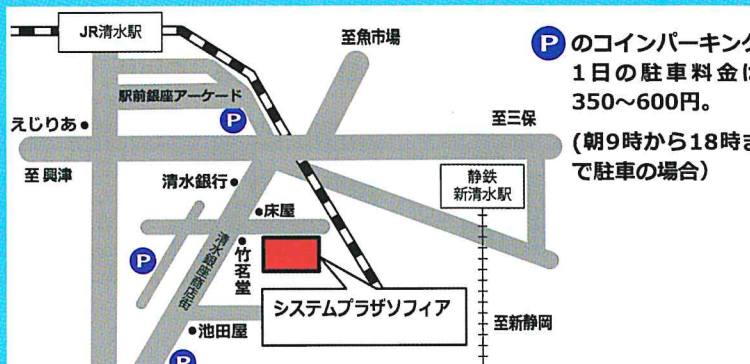 JR清水駅
至魚市場
Pのコインパーキング
1日の駐車料金に
350～600円。
(朝9時から18時ま
で駐車の場合)
駅前銀座アーケード
P
えじりあ
至三保
至興津
清水銀行
静鉄
新清水駅
床屋
清水銀座商店街
竹茗堂
P
システムプラザソフィア
池田屋
至新静岡
P